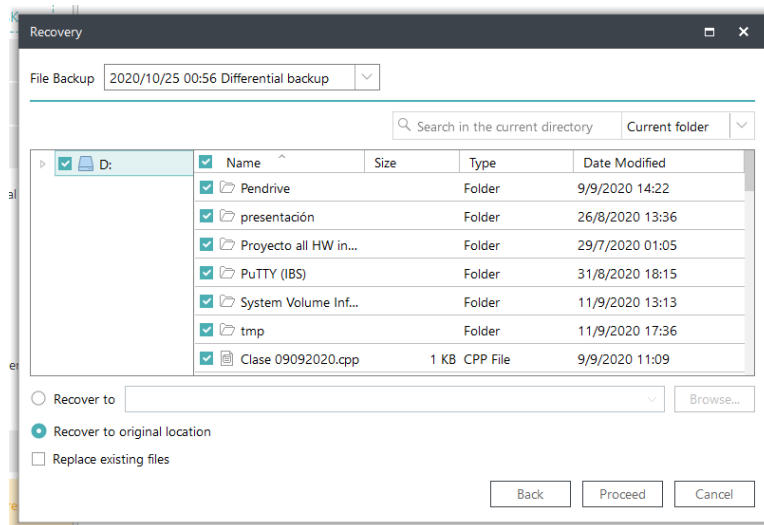 Recovery
File Backup 2020/10/25 00:56 Differential backup
Search in the current directory Current folder
D:
Name Size Type Date Modified
Pendrive Folder 9/9/2020 14:22
presentación Folder 26/8/2020 13:36
Proyecto all HW in... Folder 29/7/2020 01:05
PuTTY (IBS) Folder 31/8/2020 18:15
System Volume Inf... Folder 11/9/2020 13:13
tmp Folder 11/9/2020 17:36
Clase 09092020.cpp 1 KB CPP File 9/9/2020 11:09
Recover to Browse...
Recover to original location
Replace existing files
Back Proceed Cancel